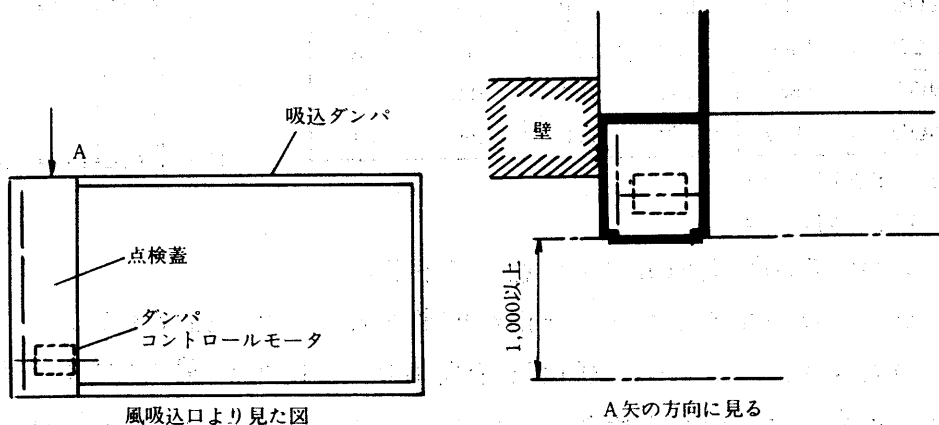 A
吸込ダンパ
点検蓋
ダンパ
コントロールモータ
風吸込口より見た図
壁
1,000以上
A矢の方向に見る